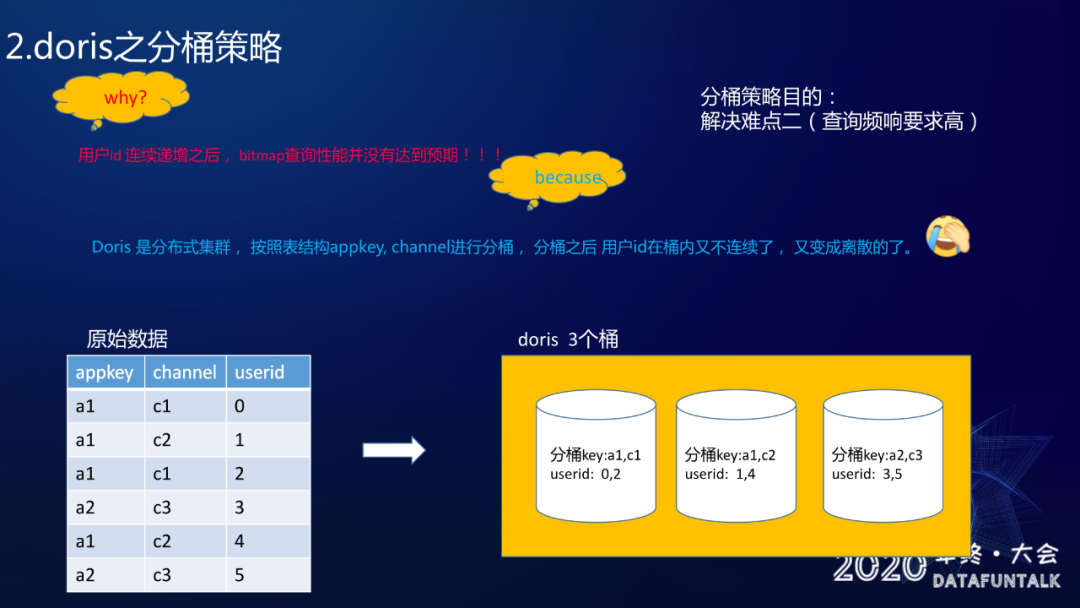 2.doris之分桶策略
why?
分桶策略目的：
解决难点二（查询频响要求高）
用户id 连续递增之后， bitmap查询性能并没有达到预期！！！
because
Doris 是分布式集群， 按照表结构appkey, channel进行分桶， 分桶之后 用户id在桶内又不连续了， 又变成离散的了。
原始数据
appkey channel userid
a1 c1 0
a1 c2 1
a1 c1 2
a2 c3 3
a1 c2 4
a2 c3 5
doris 3个桶
分桶key:a1,c1
userid: 0,2
分桶key:a1,c2
userid: 1,4
分桶key:a2,c3
userid: 3,5
2020 年终·大会
DATAFUNTALK